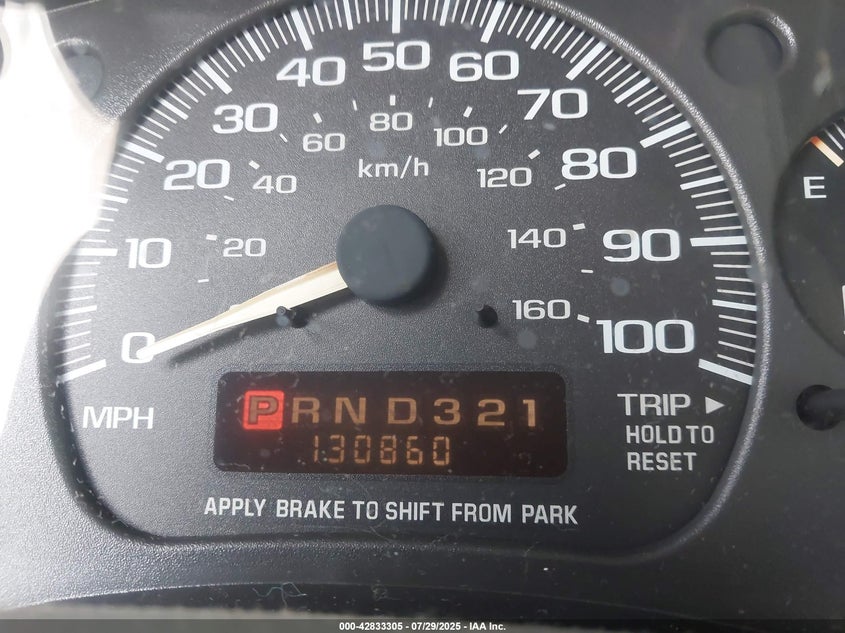 50
40
60
30
70
80
60
100
km/h
20
80
40
120
E
10
20
140
90
0
160
100
MPH
PRND321
TRIP
130860
HOLD TO
RESET
APPLY BRAKE TO SHIFT FROM PARK
000-42833305 - 07/29/2025 - IAA Inc.